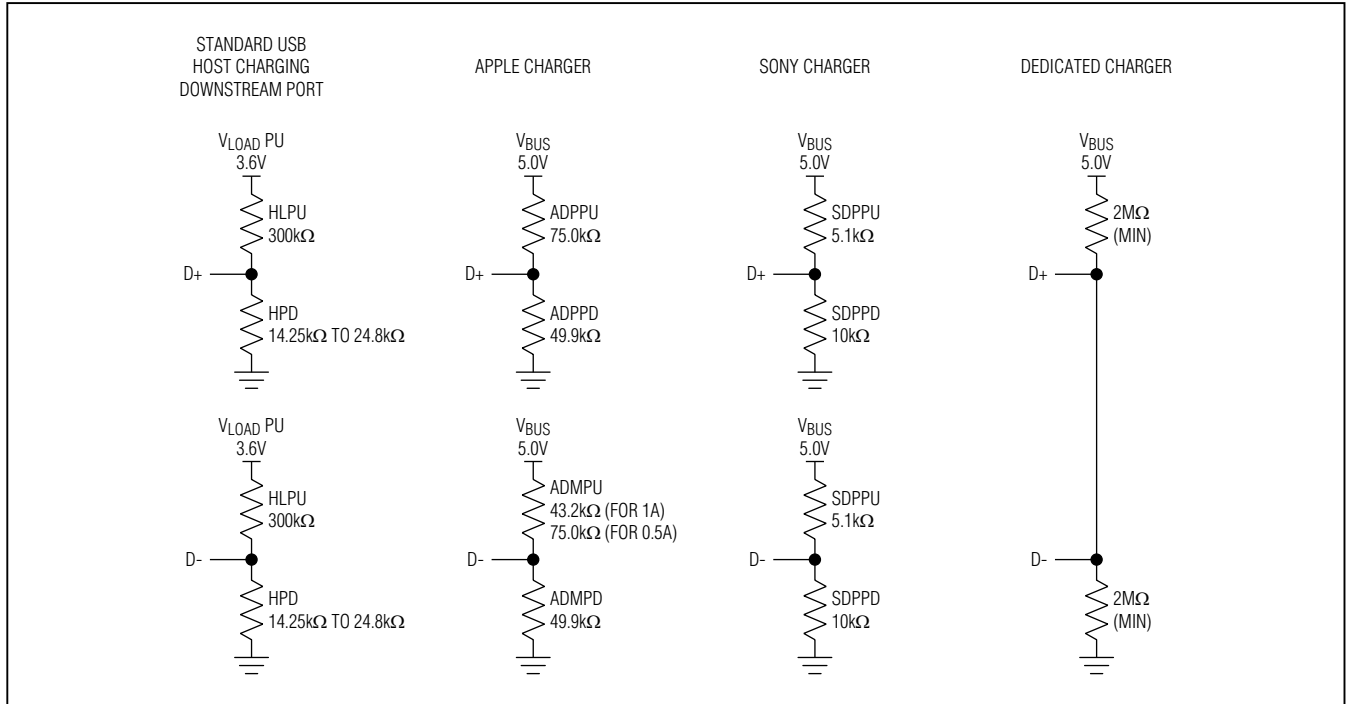 STANDARD USB
HOST CHARGING
DOWNSTREAM PORT
VLOAD PU
3.6V
HLPU
300kΩ
D+
HPD
14.25kΩ TO 24.8kΩ
VLOAD PU
3.6V
HLPU
300kΩ
D-
HPD
14.25kΩ TO 24.8kΩ
APPLE CHARGER
VBUS
5.0V
ADPPU
75.0kΩ
D+
ADPPD
49.9kΩ
VBUS
5.0V
ADMPU
43.2kΩ (FOR 1A)
75.0kΩ (FOR 0.5A)
D-
ADMPD
49.9kΩ
SONY CHARGER
VBUS
5.0V
SDPPU
5.1kΩ
D+
SDPPD
10kΩ
VBUS
5.0V
SDPPU
5.1kΩ
D-
SDPPD
10kΩ
DEDICATED CHARGER
VBUS
5.0V
2MΩ
(MIN)
D+
D-
2MΩ
(MIN)